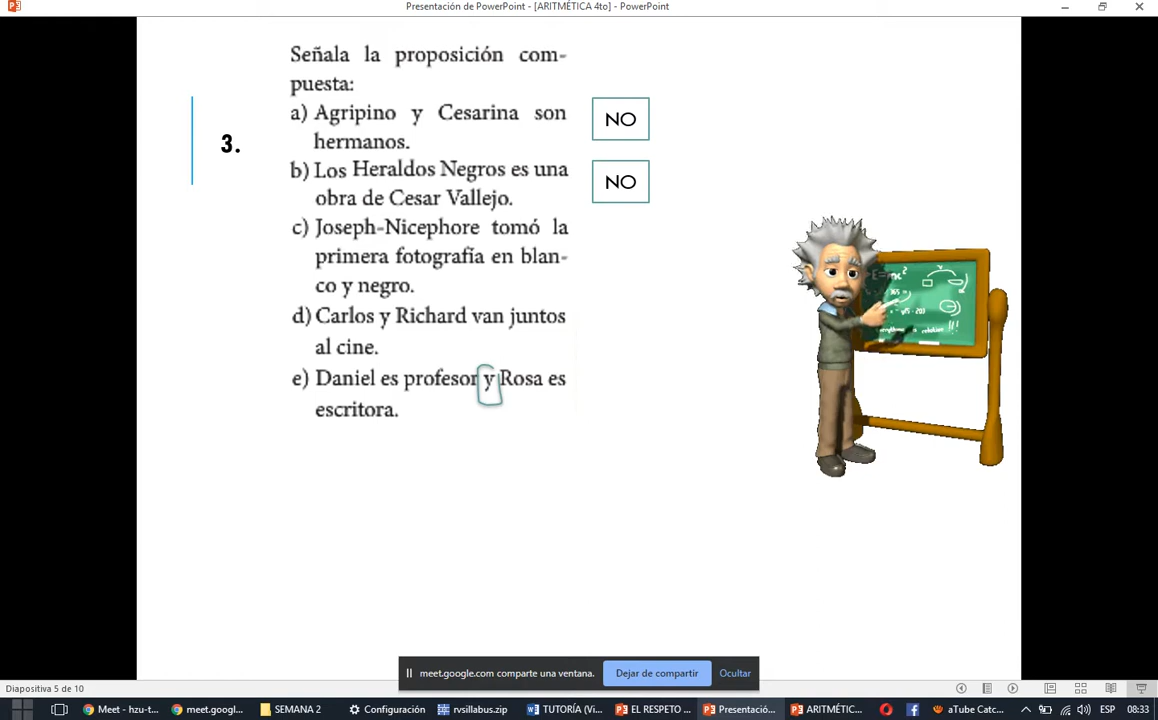 Presentación de PowerPoint - [ARITMÉTICA 4to] - PowerPoint
Señala la proposición com-
puesta:
a) Agripino y Cesarina son
hermanos.
NO
3.
b) Los Heraldos Negros es una
obra de Cesar Vallejo.
NO
c) Joseph-Nicephore tomó la
primera fotografía en blan-
co y negro.
d) Carlos y Richard van juntos
al cine.
e) Daniel es profesor y Rosa es
escritora.
meet.google.com comparte une ventana.
Dejar de compartir
Ocultar
Diapositiva 5 de 10
Meet - hzu-t...
meet.googl...
SEMANA 2
Configuración
rvsillabus.zip
TUTORÍA (Vi...
EL RESPETO ...
Presentació...
ARITMÉTIC...
aTube Catc...
ESP
08:33